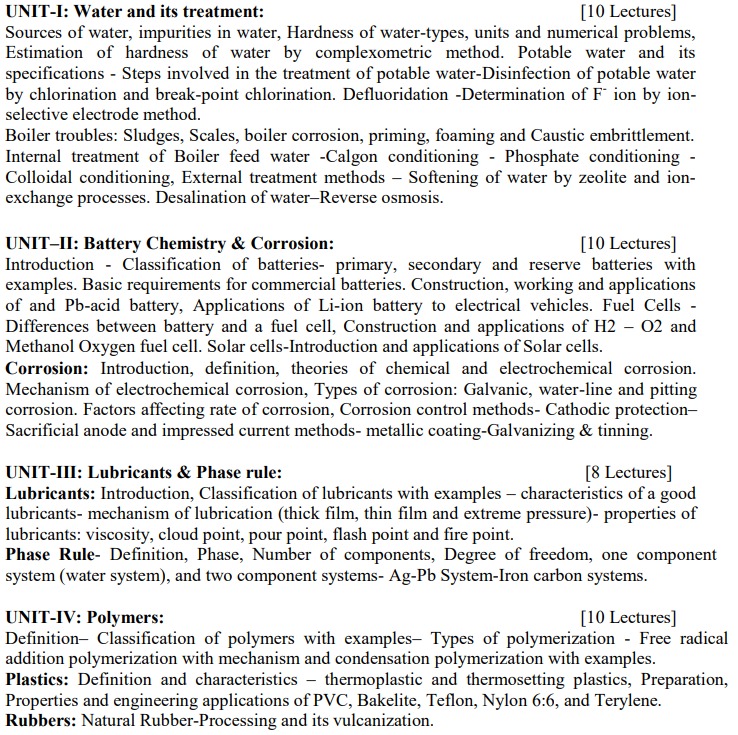 UNIT-I: Water and its treatment: [10 Lectures]
Sources of water, impurities in water, Hardness of water-types, units and numerical problems,
Estimation of hardness of water by complexometric method. Potable water and its
specifications - Steps involved in the treatment of potable water-Disinfection of potable water
by chlorination and break-point chlorination. Defluoridation -Determination of F⁻ ion by ion-
selective electrode method.
Boiler troubles: Sludges, Scales, boiler corrosion, priming, foaming and Caustic embrittlement.
Internal treatment of Boiler feed water -Calgon conditioning - Phosphate conditioning -
Colloidal conditioning, External treatment methods – Softening of water by zeolite and ion-
exchange processes. Desalination of water–Reverse osmosis.
UNIT–II: Battery Chemistry & Corrosion: [10 Lectures]
Introduction - Classification of batteries- primary, secondary and reserve batteries with
examples. Basic requirements for commercial batteries. Construction, working and applications
of and Pb-acid battery, Applications of Li-ion battery to electrical vehicles. Fuel Cells -
Differences between battery and a fuel cell, Construction and applications of H2 – O2 and
Methanol Oxygen fuel cell. Solar cells-Introduction and applications of Solar cells.
Corrosion: Introduction, definition, theories of chemical and electrochemical corrosion.
Mechanism of electrochemical corrosion, Types of corrosion: Galvanic, water-line and pitting
corrosion. Factors affecting rate of corrosion, Corrosion control methods- Cathodic protection–
Sacrificial anode and impressed current methods- metallic coating-Galvanizing & tinning.
UNIT-III: Lubricants & Phase rule: [8 Lectures]
Lubricants: Introduction, Classification of lubricants with examples – characteristics of a good
lubricants- mechanism of lubrication (thick film, thin film and extreme pressure)- properties of
lubricants: viscosity, cloud point, pour point, flash point and fire point.
Phase Rule- Definition, Phase, Number of components, Degree of freedom, one component
system (water system), and two component systems- Ag-Pb System-Iron carbon systems.
UNIT-IV: Polymers: [10 Lectures]
Definition– Classification of polymers with examples– Types of polymerization - Free radical
addition polymerization with mechanism and condensation polymerization with examples.
Plastics: Definition and characteristics – thermoplastic and thermosetting plastics, Preparation,
Properties and engineering applications of PVC, Bakelite, Teflon, Nylon 6:6, and Terylene.
Rubbers: Natural Rubber-Processing and its vulcanization.